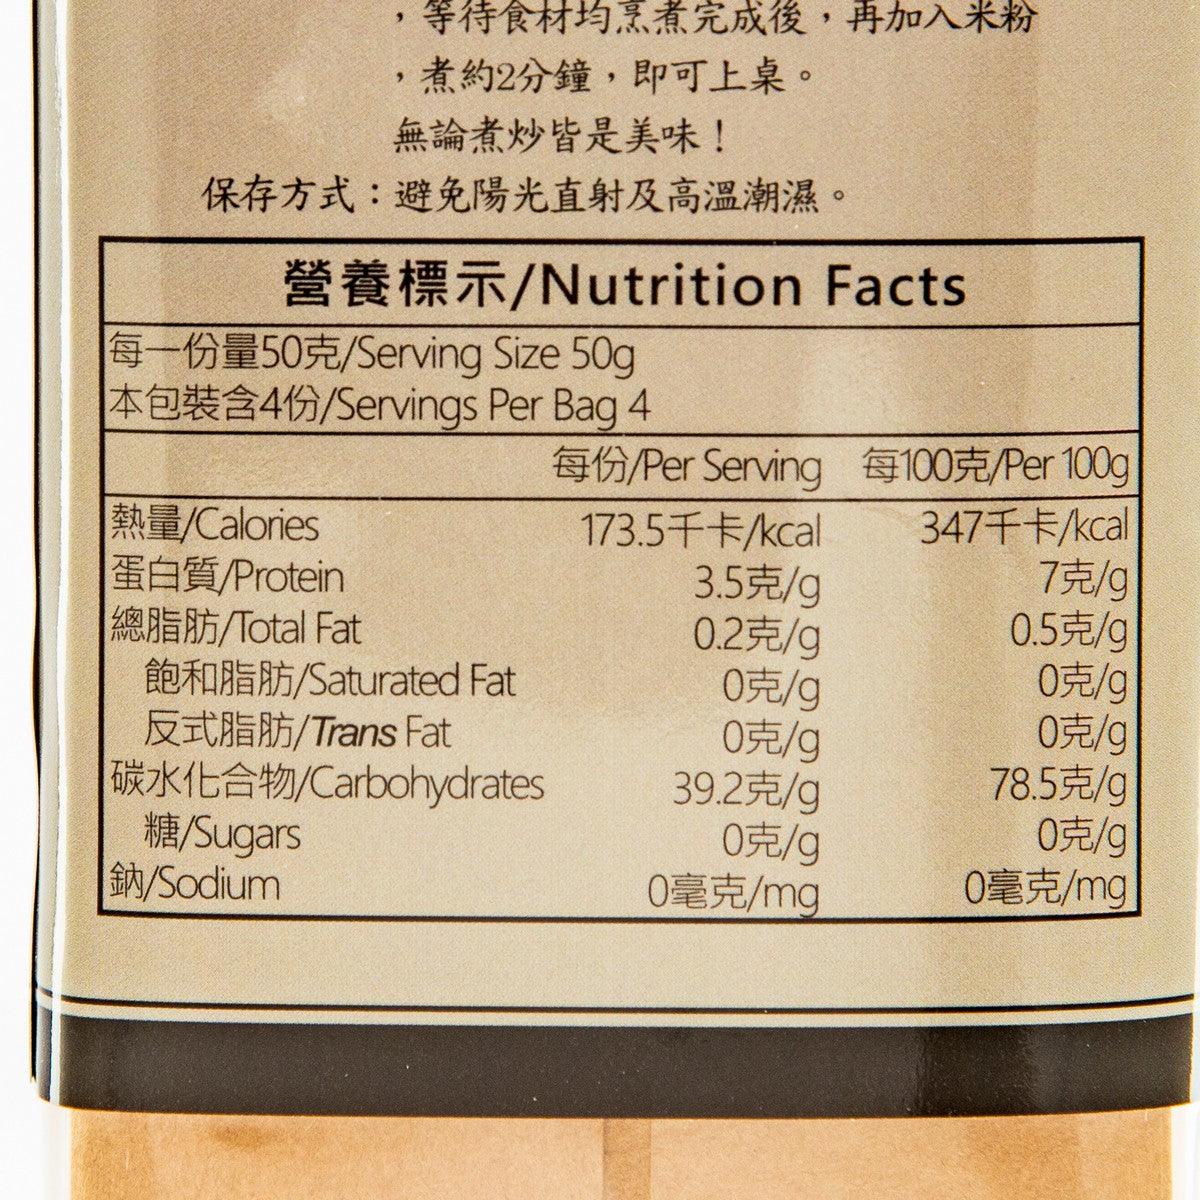 ，等待食材均烹煮完成後，再加入米粉
，煮約2分鐘，即可上桌。
無論煮炒皆是美味！
保存方式：避免陽光直射及高溫潮濕。
營養標示/Nutrition Facts
每一份量50克/Serving Size 50g
本包裝含4份/Servings Per Bag 4
每份/Per Serving 每100克/Per 100g
熱量/Calories 173.5千卡/kcal 347千卡/kcal
蛋白質/Protein 3.5克/g 7克/g
總脂肪/Total Fat 0.2克/g 0.5克/g
飽和脂肪/Saturated Fat 0克/g 0克/g
反式脂肪/Trans Fat 0克/g 0克/g
碳水化合物/Carbohydrates 39.2克/g 78.5克/g
糖/Sugars 0克/g 0克/g
鈉/Sodium 0毫克/mg 0毫克/mg